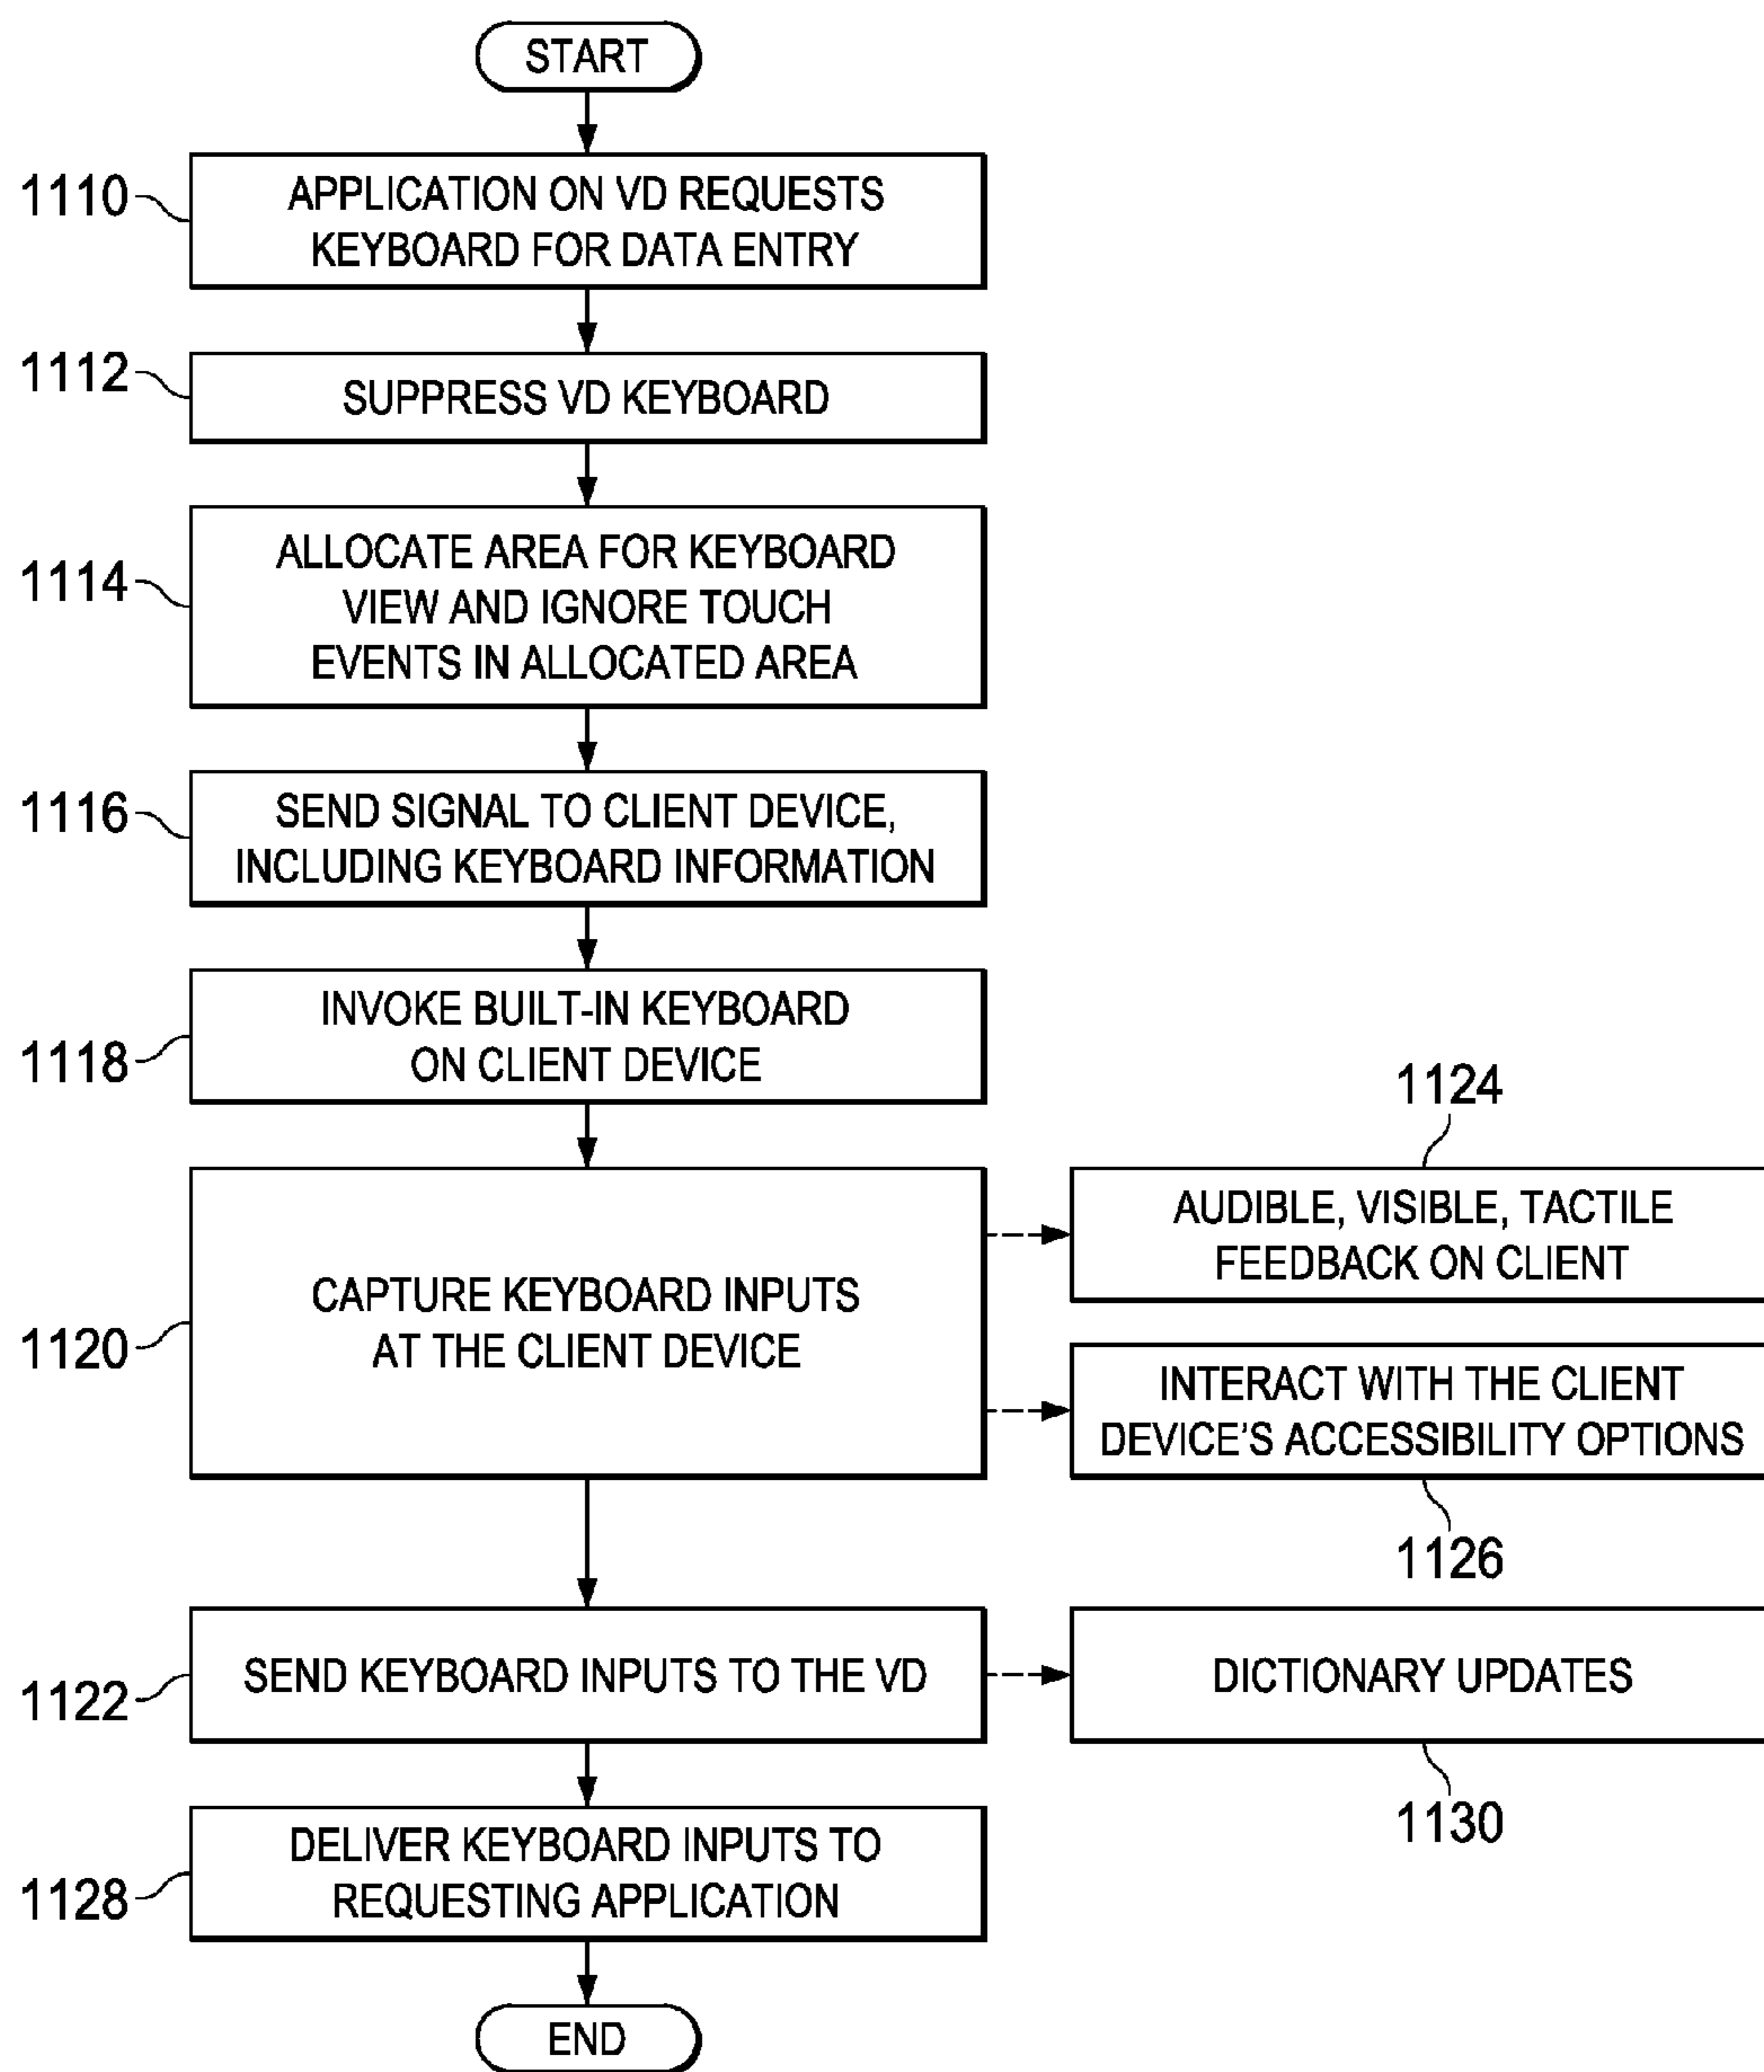 START
1110
APPLICATION ON VD REQUESTS
KEYBOARD FOR DATA ENTRY
1112
SUPPRESS VD KEYBOARD
1114
ALLOCATE AREA FOR KEYBOARD
VIEW AND IGNORE TOUCH
EVENTS IN ALLOCATED AREA
1116
SEND SIGNAL TO CLIENT DEVICE,
INCLUDING KEYBOARD INFORMATION
1118
INVOKE BUILT-IN KEYBOARD
ON CLIENT DEVICE
1120
CAPTURE KEYBOARD INPUTS
AT THE CLIENT DEVICE
1124
AUDIBLE, VISIBLE, TACTILE
FEEDBACK ON CLIENT
INTERACT WITH THE CLIENT
DEVICE'S ACCESSIBILITY OPTIONS
1126
1122
SEND KEYBOARD INPUTS TO THE VD
DICTIONARY UPDATES
1130
1128
DELIVER KEYBOARD INPUTS TO
REQUESTING APPLICATION
END